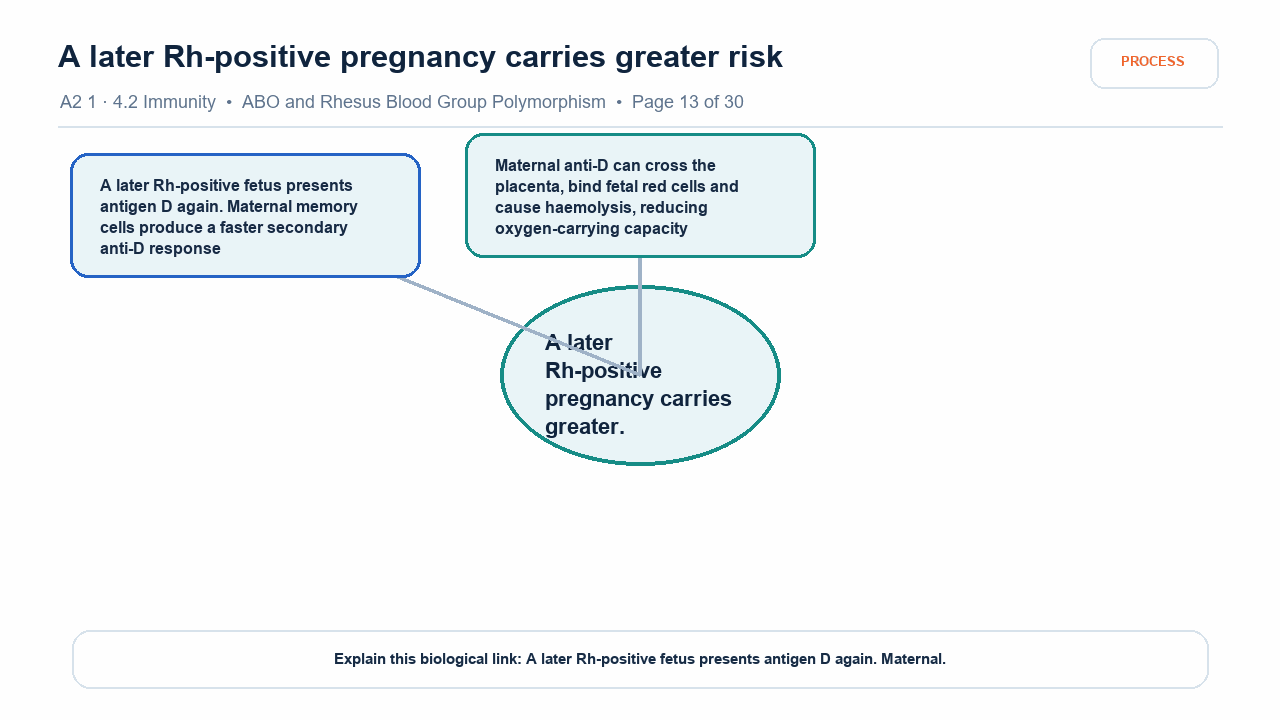 A later Rh-positive pregnancy carries greater risk
PROCESS
A2 1 · 4.2 Immunity • ABO and Rhesus Blood Group Polymorphism • Page 13 of 30
A later Rh-positive fetus presents
antigen D again. Maternal memory
cells produce a faster secondary
anti-D response
Maternal anti-D can cross the
placenta, bind fetal red cells and
cause haemolysis, reducing
oxygen-carrying capacity
A later
Rh-positive
pregnancy carries
greater.
Explain this biological link: A later Rh-positive fetus presents antigen D again. Maternal.